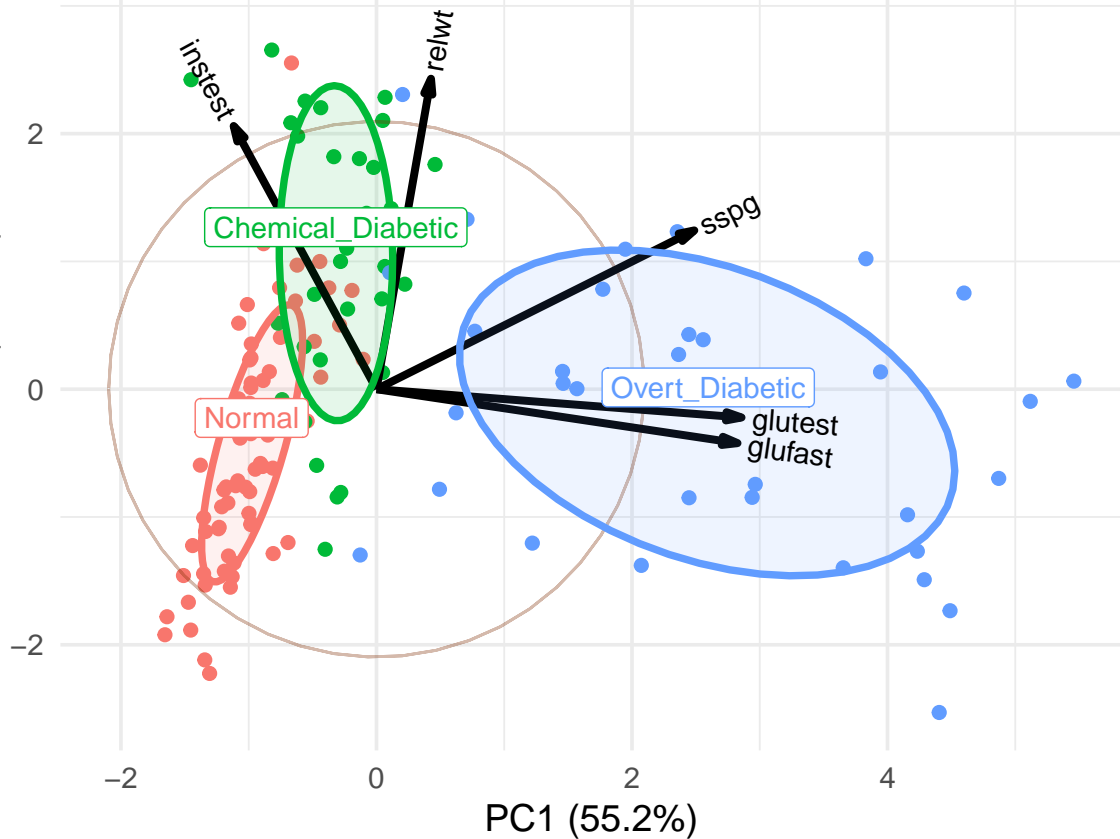 instest
relwt
2
sspg
Chemical_Diabetic
0
Overt_Diabetic
Normal
glutest
glufast
−2
−2
0
2
4
PC1 (55.2%)